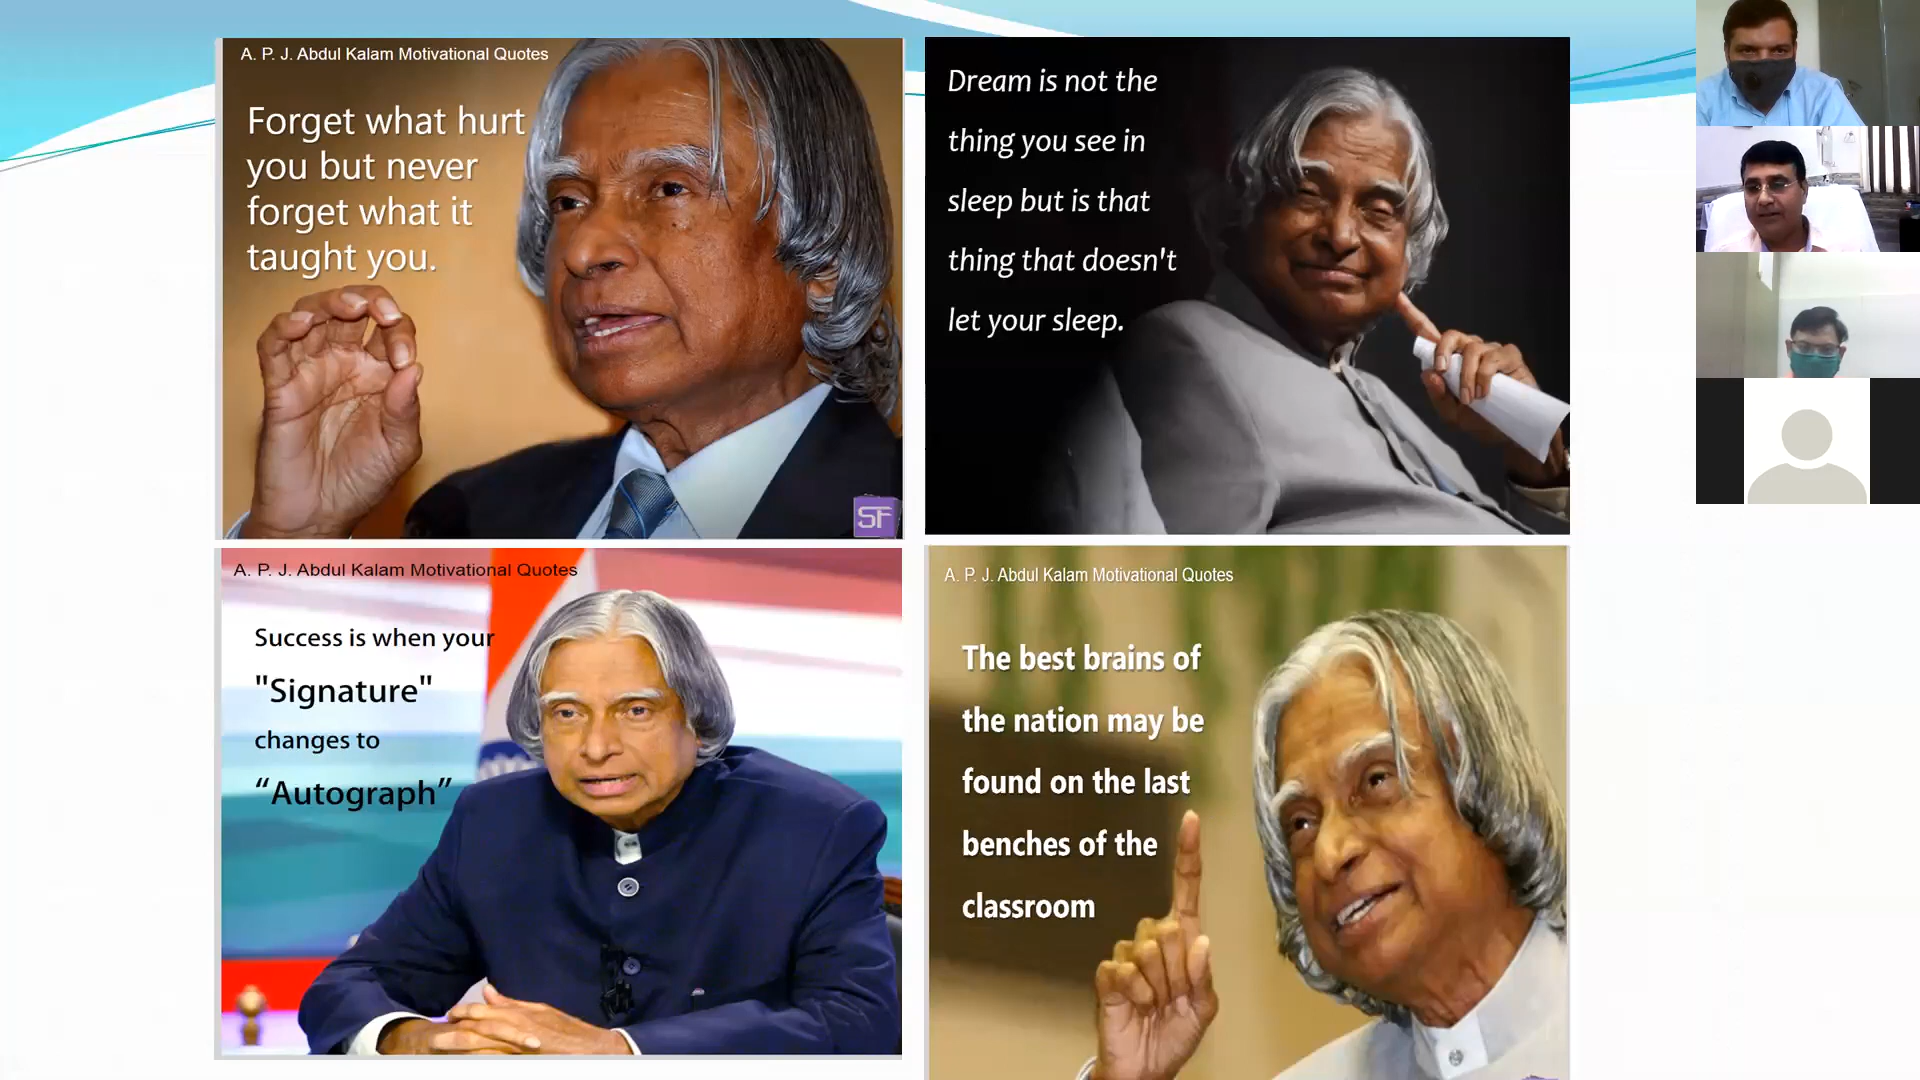 A. P. J. Abdul Kalam Motivational Quotes
Forget what hurt
you but never
forget what it
taught you.
SF
Dream is not the
thing you see in
sleep but is that
thing that doesn't
let your sleep.
A. P. J. Abdul Kalam Motivational Quotes
Success is when your
"Signature"
changes to
“Autograph”
A. P. J. Abdul Kalam Motivational Quotes
The best brains of
the nation may be
found on the last
benches of the
classroom